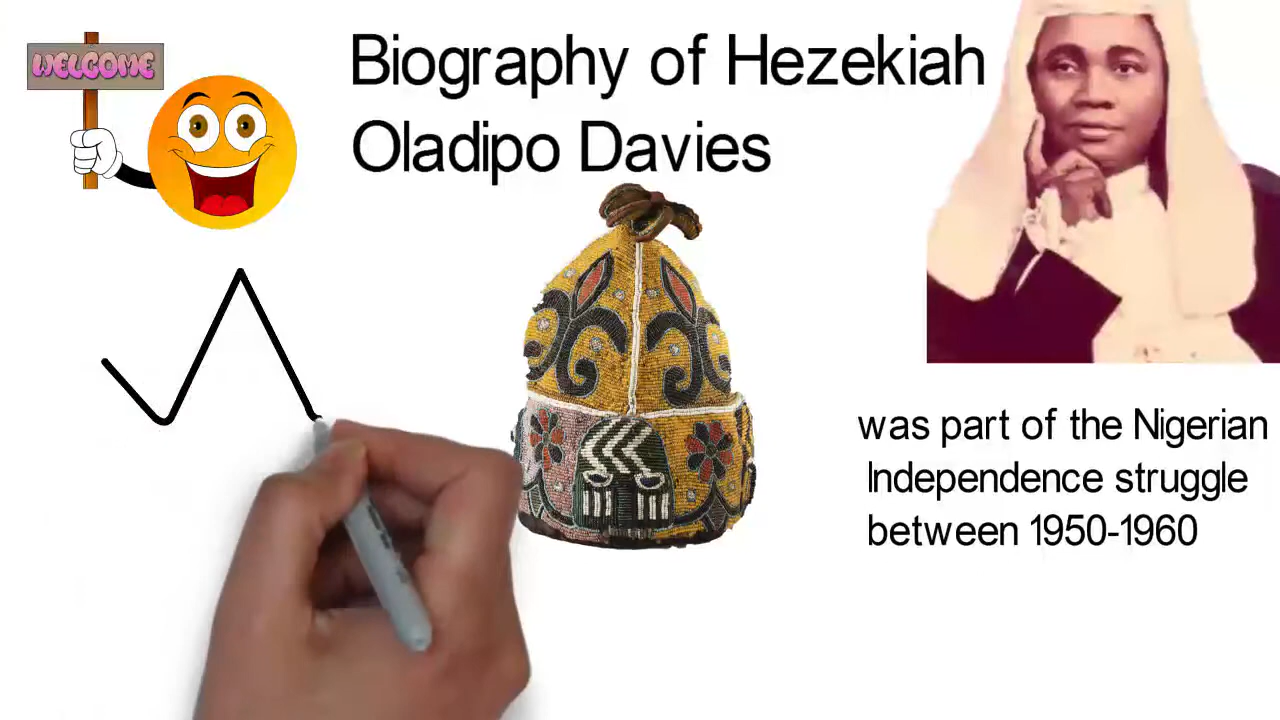 WELCOME
Biography of Hezekiah
Oladipo Davies
was part of the Nigerian
Independence struggle
between 1950-1960